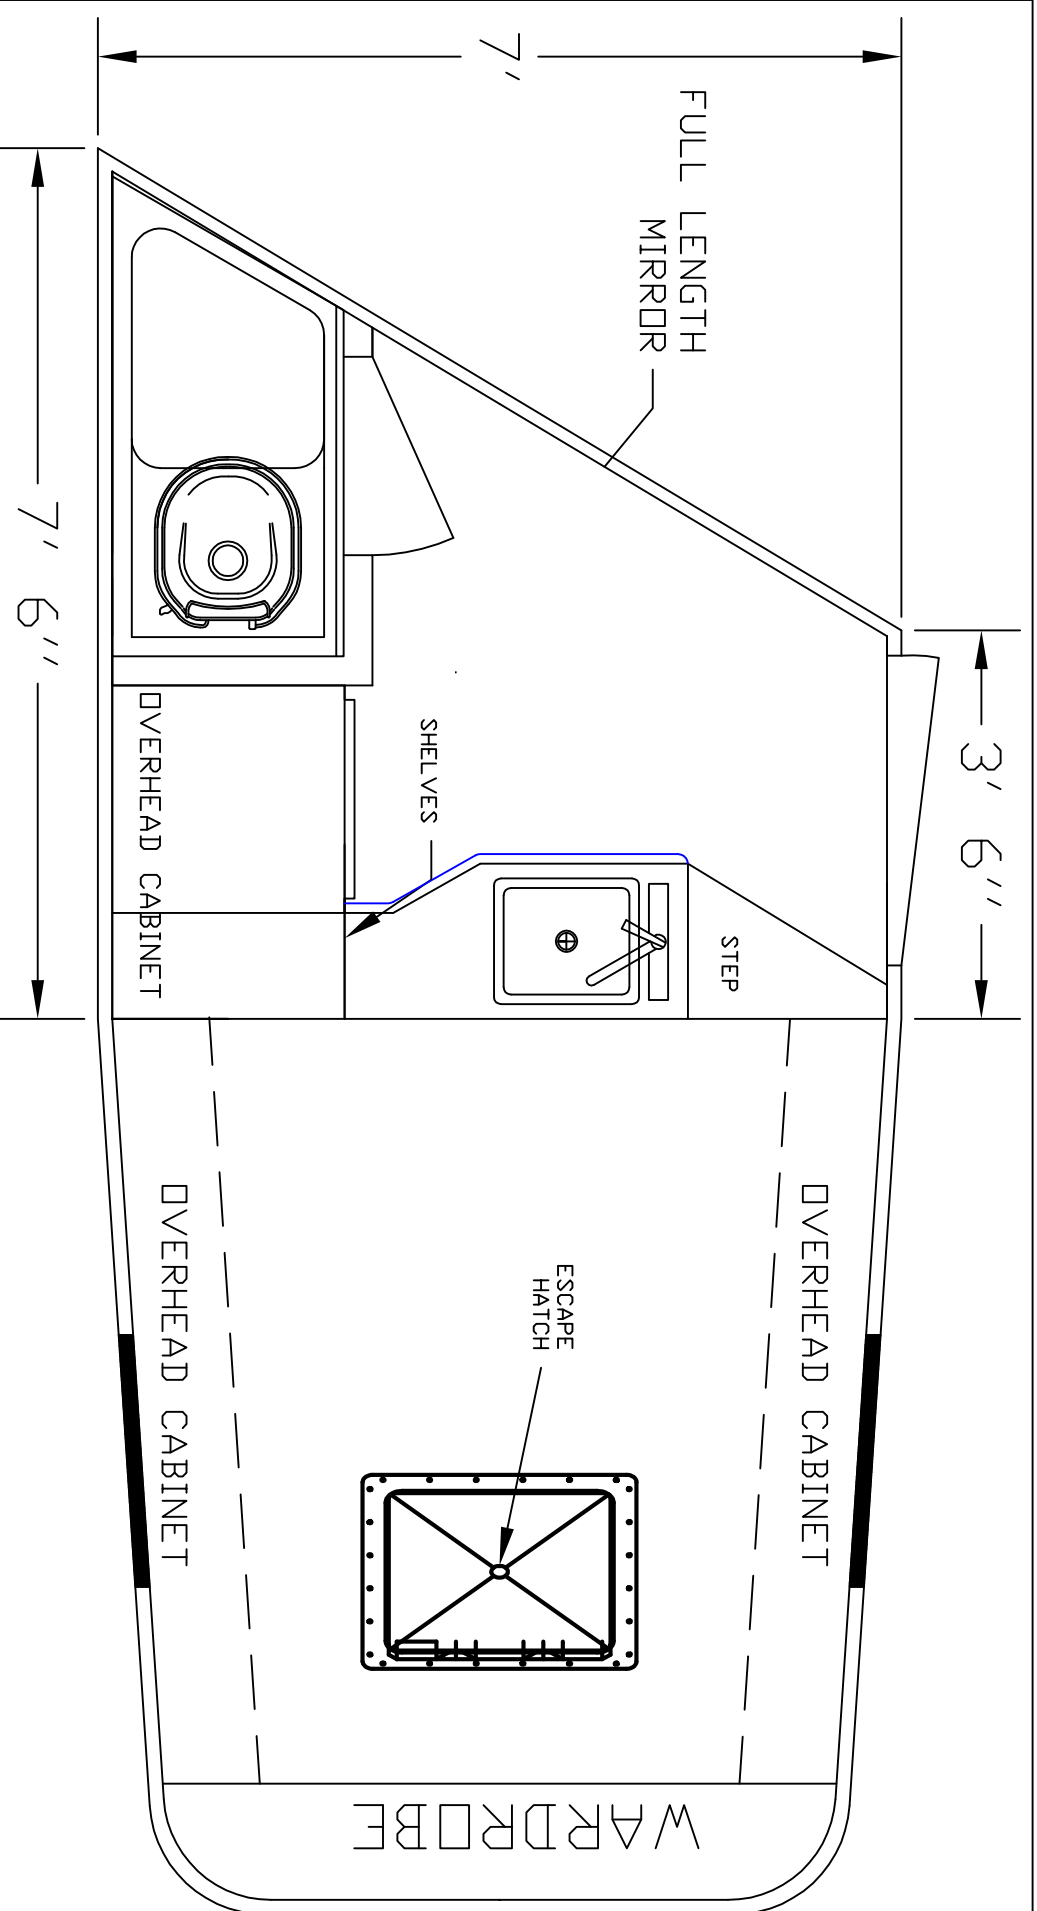 7'
FULL LENGTH
MIRROR
7' 6''
3' 6''
OVERHEAD CABINET
SHELVES
STEP
OVERHEAD CABINET
OVERHEAD CABINET
ESCAPE
HATCH
WARDROBE